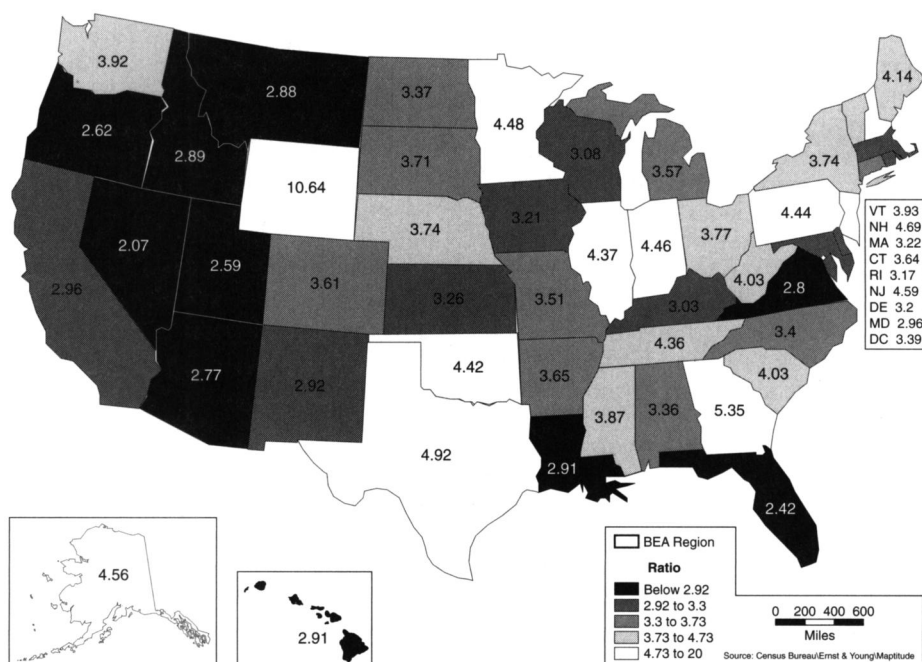 3.92
2.88
3.37
4.48
4.14
2.62
2.89
10.64
3.71
3.08
3.57
3.74
2.07
2.59
3.74
3.21
4.37
4.46
3.77
4.44
VT 3.93
NH 4.69
MA 3.22
CT 3.64
RI 3.17
NJ 4.59
DE 3.2
MD 2.96
DC 3.39
2.96
3.61
3.26
3.51
3.03
4.03
2.8
2.77
2.92
4.42
3.65
4.36
3.4
4.03
4.92
2.91
3.87
3.36
5.35
2.42
4.56
2.91
BEA Region
Ratio
Below 2.92
2.92 to 3.3
3.3 to 3.73
3.73 to 4.73
4.73 to 20
0 200 400 600
Miles
Source: Census Bureau\Ernst & Young\Maptitude